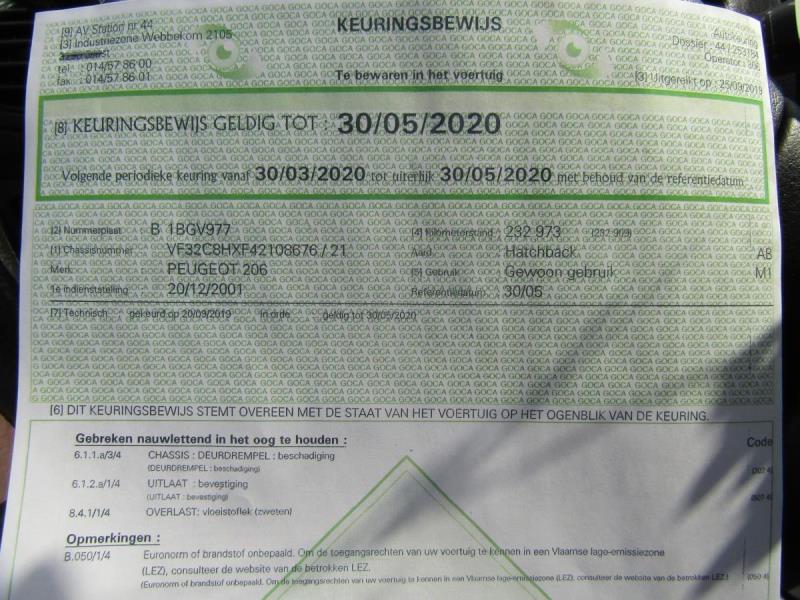 KEURINGSBEWIJS
[9] AV Station nr 44
[3] Industriezone Webbekom 2105
tel. : 014/57 86 00
fax : 014/57 86 01
Autokeuring
Dossier : 44
Operator :
Te bewaren in het voertuig
[3] Uitgereikt op : 25/09/2019
[8] KEURINGSBEWIJS GELDIG TOT : 30/05/2020
Volgende periodieke keuring vanaf 30/03/2020 tot uiterlijk 30/05/2020 met behoud van de referentiedatum
[2] Nummerplaat B 1BGV977 [4] Kilometerstand 232 973
[1] Chassisnummer VF32C8HXF42108676 / 21 Aard Hatchback AB
Merk PEUGEOT 206 [5] Gebruik Gewoon gebruik M1
1e indienststelling 20/12/2001 Referentiedatum 30/05
[7] Technisch gekeurd op 20/09/2019 In orde geldig tot 30/05/2020
[6] DIT KEURINGSBEWIJS STEMT OVEREEN MET DE STAAT VAN HET VOERTUIG OP HET OGENBLIK VAN DE KEURING.
Gebreken nauwlettend in het oog te houden : Code
6.1.1.a/3/4 CHASSIS : DEURDREMPEL : beschadiging
(DEURDREMPEL : beschadiging)
6.1.2.a/1/4 UITLAAT : bevestiging
(UITLAAT : bevestiging)
8.4.1/1/4 OVERLAST: vloeistoflek (zweten)
Opmerkingen :
B.050/1/4 Euronorm of brandstof onbepaald. Om de toegangsrechten van uw voertuig te kennen in een Vlaamse lage-emissiezone
(LEZ), consulteer de website van de betrokken LEZ.
(Euronorm of brandstof onbepaald. Om de toegangsrechten van uw voertuig te kennen in een Vlaamse lage-emissiezone (LEZ), consulteer de website van de betrokken LEZ.)